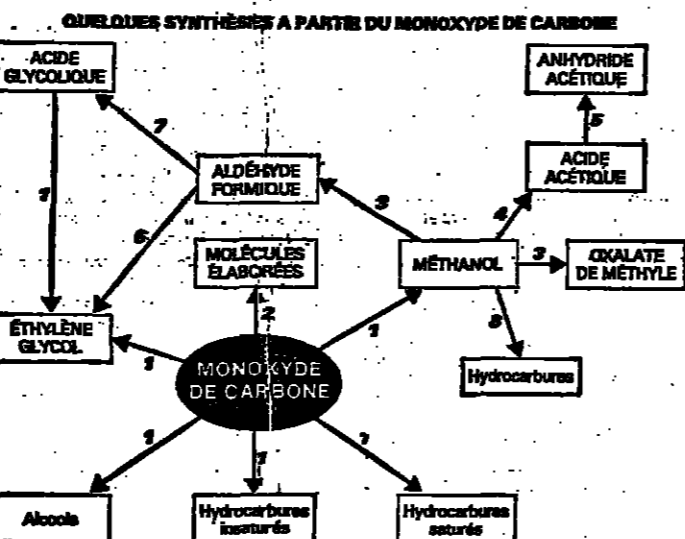 QUELQUES SYNTHÈSES A PARTIR DU MONOXYDE DE CARBONE
ACIDE
GLYCOLIQUE
ANHYDRIDE
ACÉTIQUE
7
5
ALDÉHYDE
FORMIQUE
ACIDE
ACÉTIQUE
1
3
4
6
MOLÉCULES
ÉLABORÉES
MÉTHANOL
3
OXALATE
DE MÉTHYLE
2
ÉTHYLÈNE
GLYCOL
1
1
8
MONOXYDE
DE CARBONE
Hydrocarbures
1
1
1
Alcools
Hydrocarbures
insaturés
Hydrocarbures
saturés